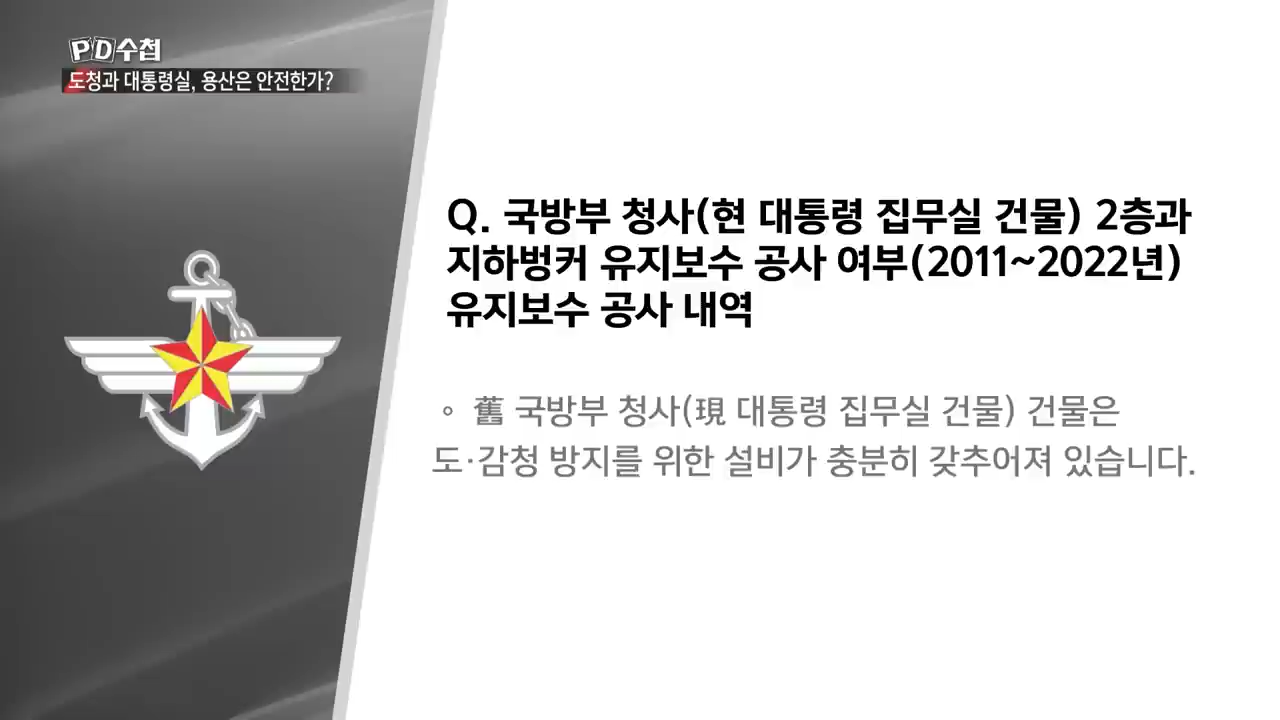 PD수첩
도청과 대통령실, 용산은 안전한가?
Q. 국방부 청사(현 대통령 집무실 건물) 2층과
지하벙커 유지보수 공사 여부(2011~2022년)
유지보수 공사 내역
◦ 舊 국방부 청사(現 대통령 집무실 건물) 건물은
도·감청 방지를 위한 설비가 충분히 갖추어져 있습니다.